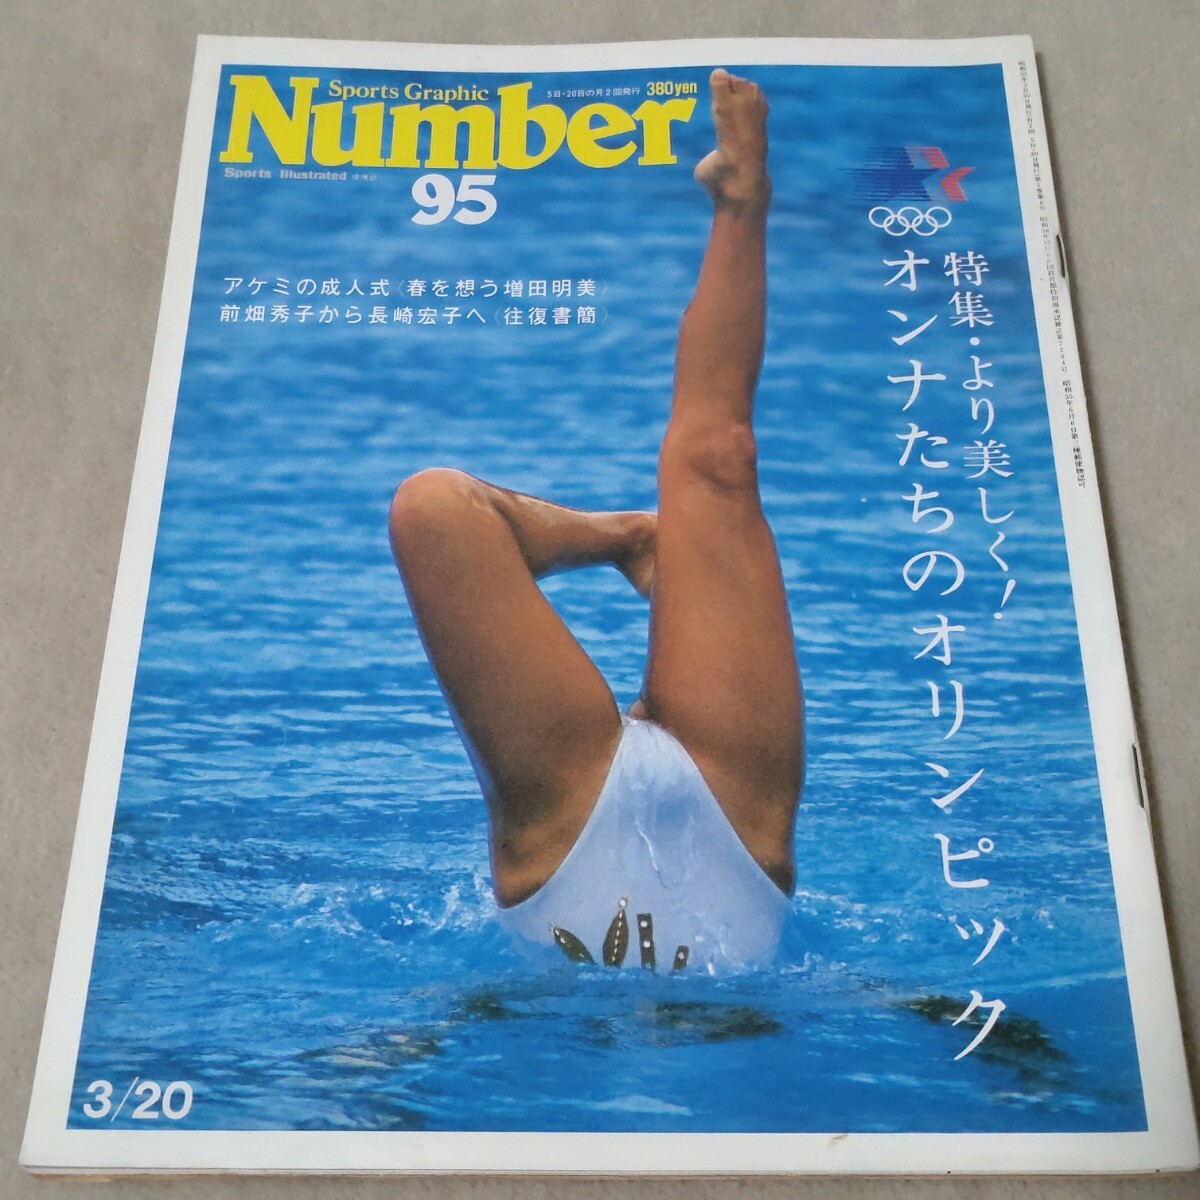 Sports Graphic
5日・20日の月2回発行
380yen
Number
Sports Illustrated 提携誌
95
特集・より美しく!
オンナたちのオリンピック
アケミの成人式〈春を想う増田明美〉
前畑秀子から長崎宏子へ〈往復書簡〉
3/20